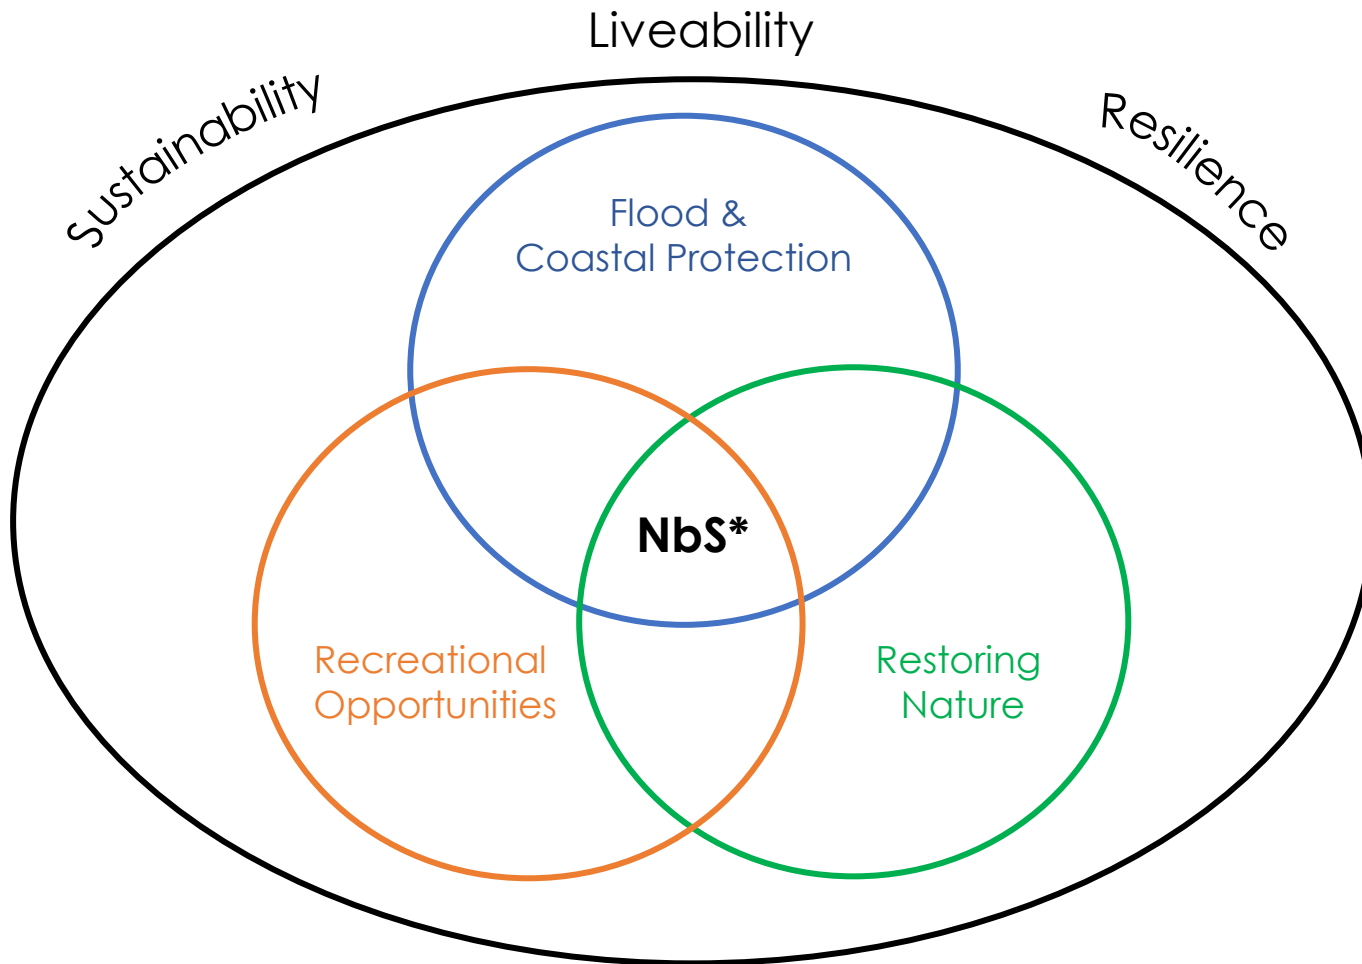 Liveability
Sustainability
Resilience
Flood &
Coastal Protection
NbS*
Recreational
Opportunities
Restoring
Nature